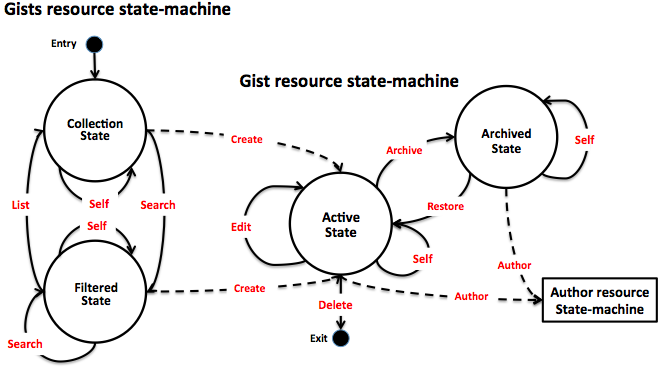 Gists resource state-machine
Entry
Gist resource state-machine
Collection
State
Create
Archive
Archived
State
Self
List
Self
Search
Self
Restore
Edit
Active
State
Self
Filtered
State
Create
Delete
Author
Author
Author resource
State-machine
Search
Exit